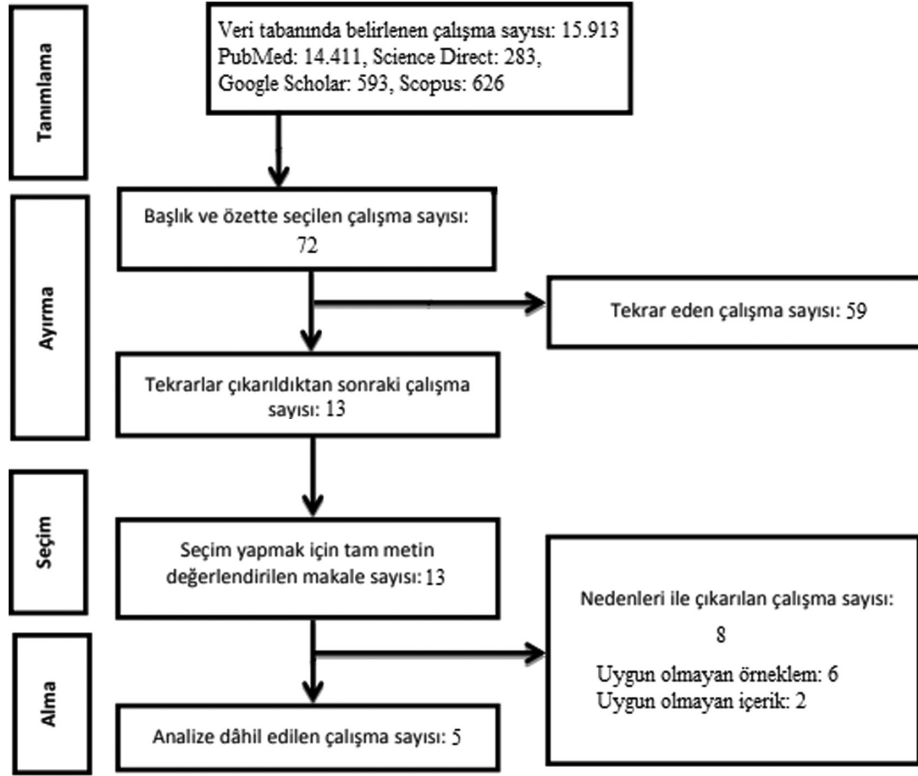 Tanımlama
Veri tabanında belirlenen çalışma sayısı: 15.913
PubMed: 14.411, Science Direct: 283,
Google Scholar: 593, Scopus: 626
Ayırma
Başlık ve özette seçilen çalışma sayısı:
72
Tekrar eden çalışma sayısı: 59
Tekrarlar çıkarıldıktan sonraki çalışma
sayısı: 13
Seçim
Seçim yapmak için tam metin
değerlendirilen makale sayısı: 13
Nedenleri ile çıkarılan çalışma sayısı:
8
Uygun olmayan örneklem: 6
Uygun olmayan içerik: 2
Alma
Analize dâhil edilen çalışma sayısı: 5